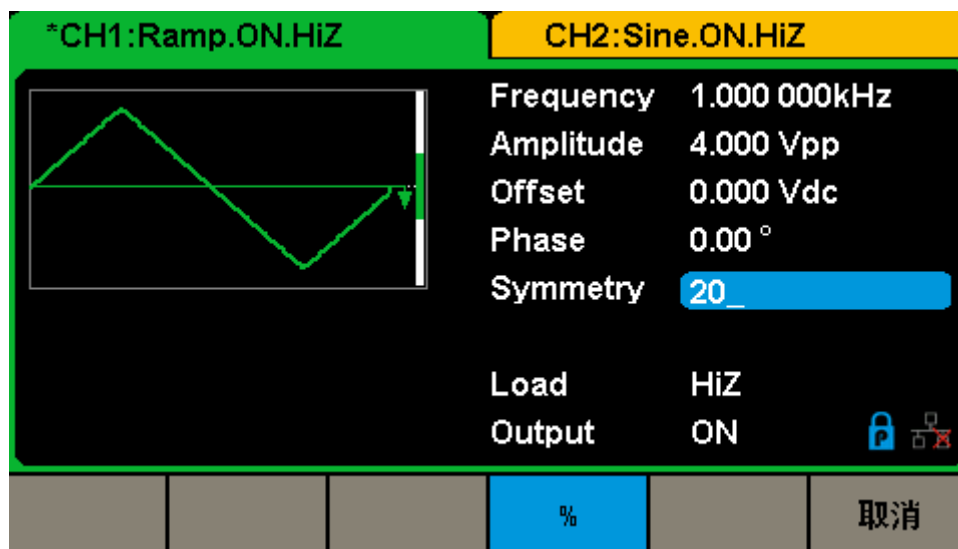 *CH1:Ramp.ON.HiZ
CH2:Sine.ON.HiZ
Frequency 1.000 000kHz
Amplitude 4.000 Vpp
Offset 0.000 Vdc
Phase 0.00 °
Symmetry 20_
Load HiZ
Output ON
P
% 取消